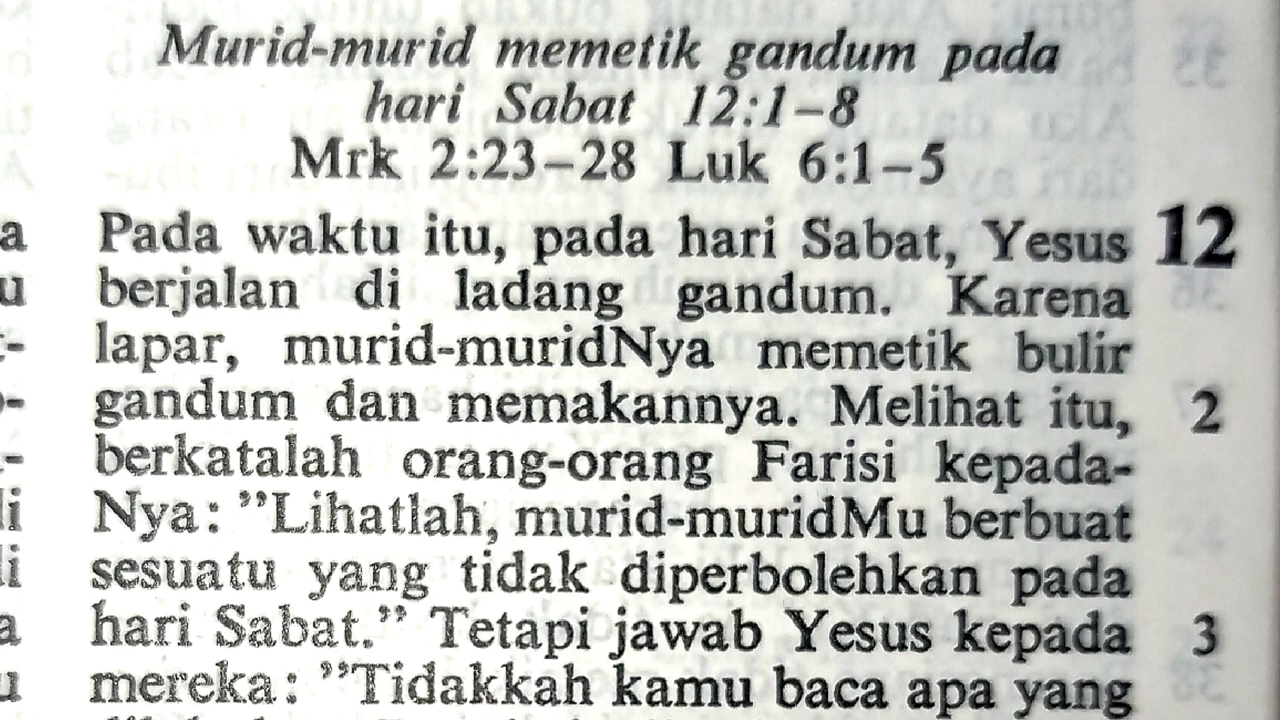 Murid-murid memetik gandum pada
hari Sabat 12:1–8
Mrk 2:23–28 Luk 6:1–5
Pada waktu itu, pada hari Sabat, Yesus 12
berjalan di ladang gandum. Karena
lapar, murid-muridNya memetik bulir
gandum dan memakannya. Melihat itu, 2
berkatalah orang-orang Farisi kepada-
Nya: ”Lihatlah, murid-muridMu berbuat
sesuatu yang tidak diperbolehkan pada
hari Sabat.” Tetapi jawab Yesus kepada 3
mereka: ”Tidakkah kamu baca apa yang